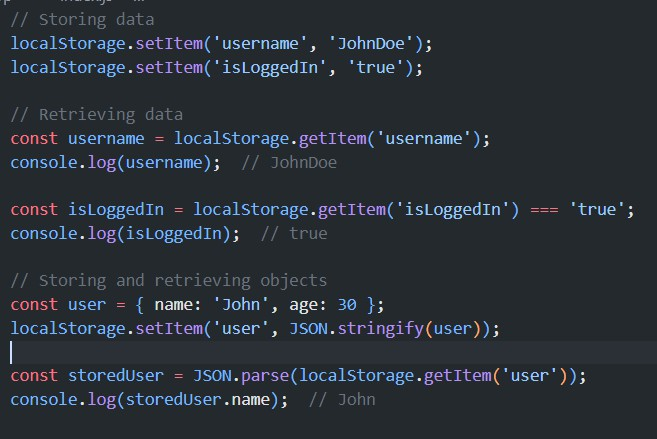 // Storing data
localStorage.setItem('username', 'JohnDoe');
localStorage.setItem('isLoggedIn', 'true');
// Retrieving data
const username = localStorage.getItem('username');
console.log(username);  // JohnDoe
const isLoggedIn = localStorage.getItem('isLoggedIn') === 'true';
console.log(isLoggedIn);  // true
// Storing and retrieving objects
const user = { name: 'John', age: 30 };
localStorage.setItem('user', JSON.stringify(user));
const storedUser = JSON.parse(localStorage.getItem('user'));
console.log(storedUser.name);  // John